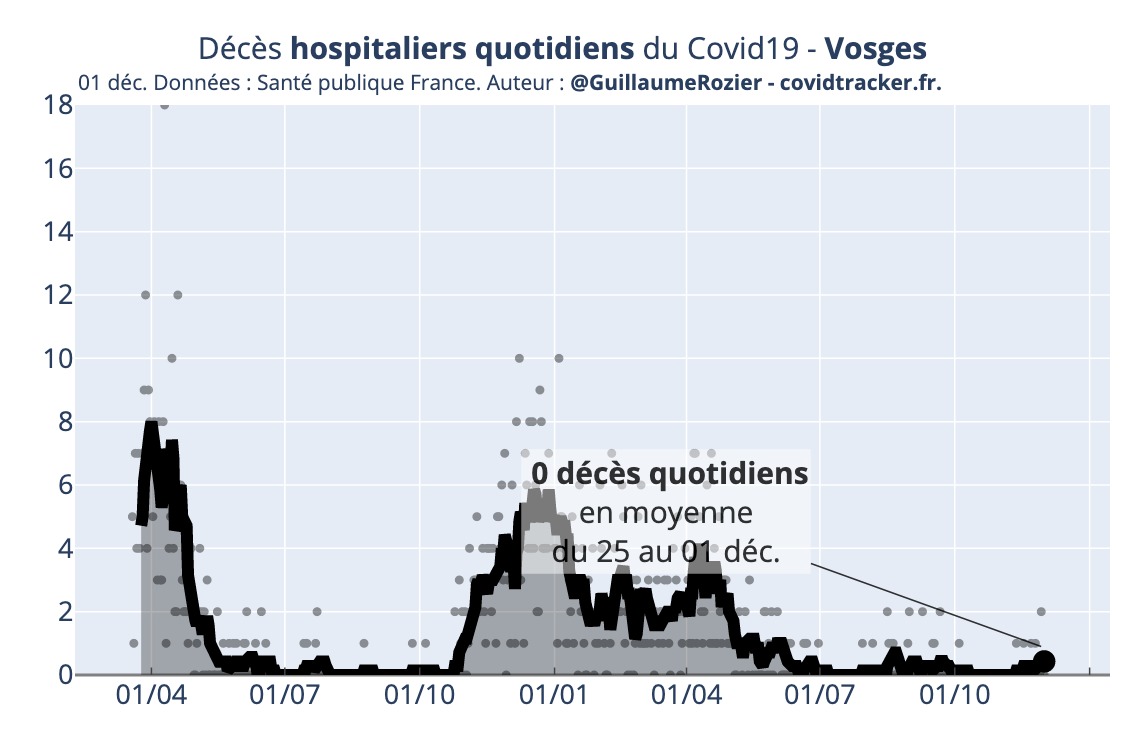 Décès hospitaliers quotidiens du Covid19 - Vosges
01 déc. Données : Santé publique France. Auteur : @GuillaumeRozier - covidtracker.fr.
18
16
14
12
10
8
6
4
2
0
0 décès quotidiens
en moyenne
du 25 au 01 déc.
01/04 01/07 01/10 01/01 01/04 01/07 01/10